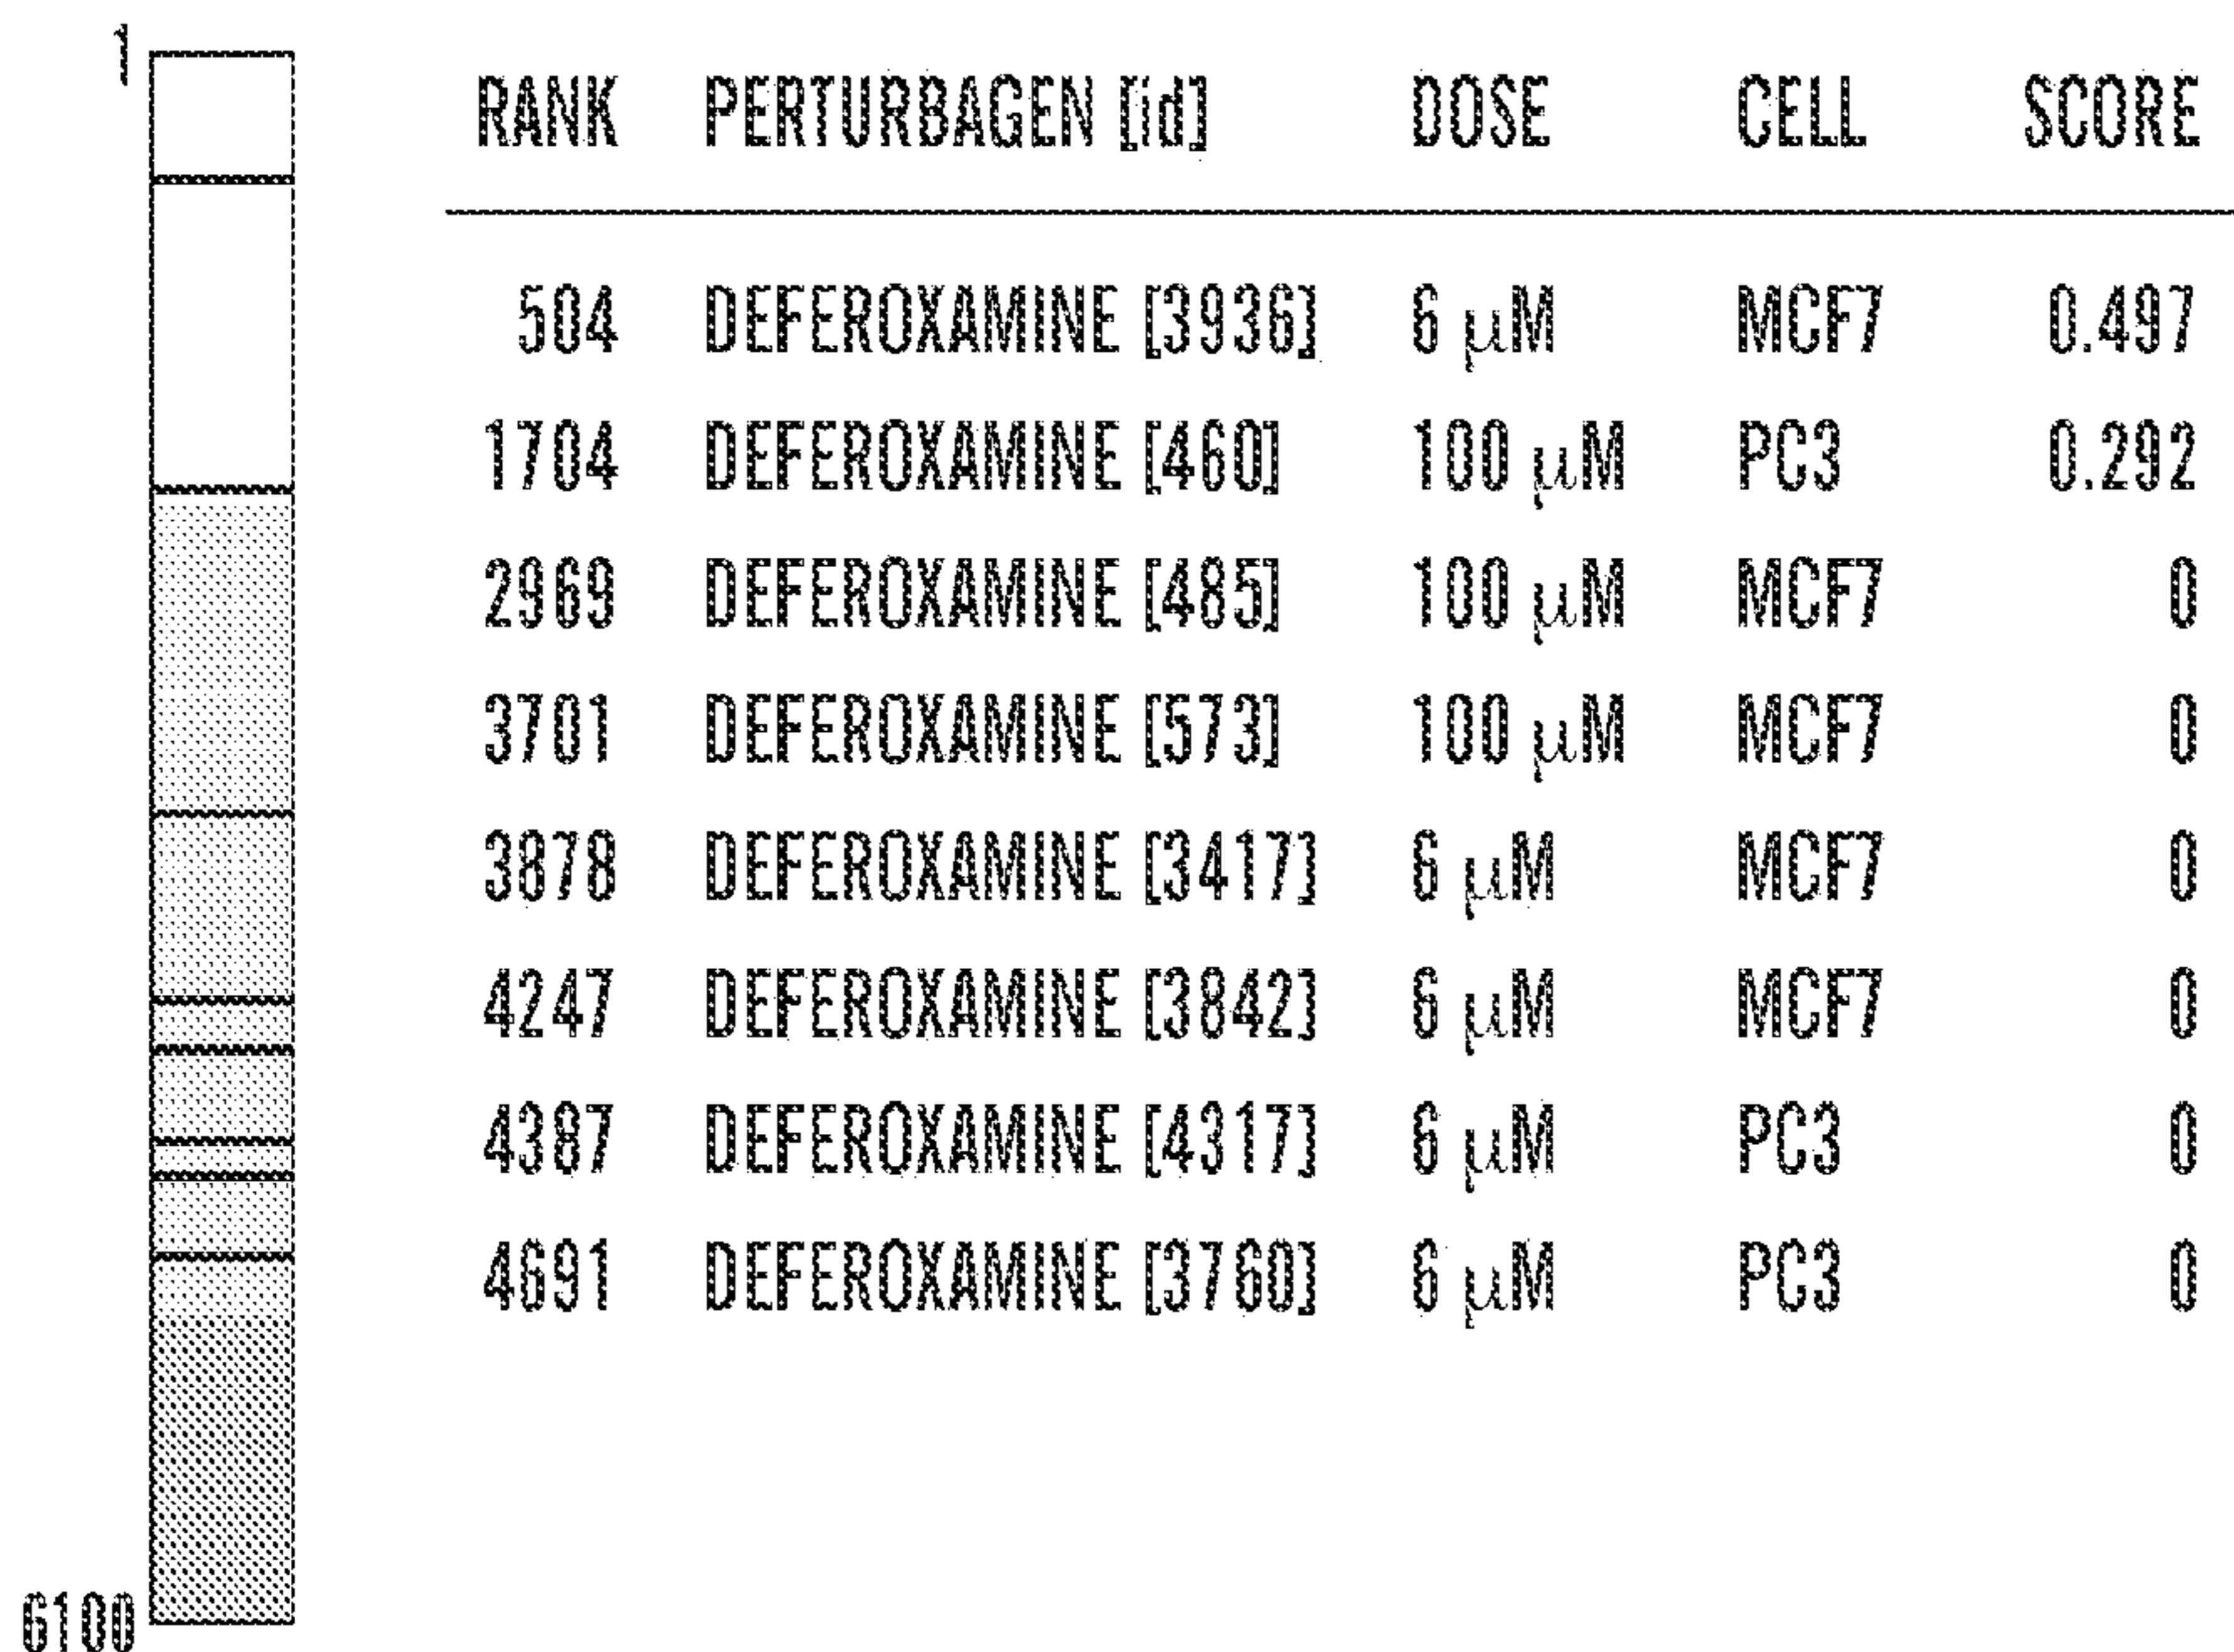 1
RANK PERTURBAGEN [id] DOSE CELL SCORE
504 DEFEROXAMINE [3936] 6 µM MCF7 0.497
1704 DEFEROXAMINE [460] 100 µM PC3 0.292
2969 DEFEROXAMINE [485] 100 µM MCF7 0
3701 DEFEROXAMINE [573] 100 µM MCF7 0
3878 DEFEROXAMINE [3417] 6 µM MCF7 0
4247 DEFEROXAMINE [3842] 6 µM MCF7 0
4387 DEFEROXAMINE [4317] 6 µM PC3 0
4691 DEFEROXAMINE [3760] 6 µM PC3 0
6100